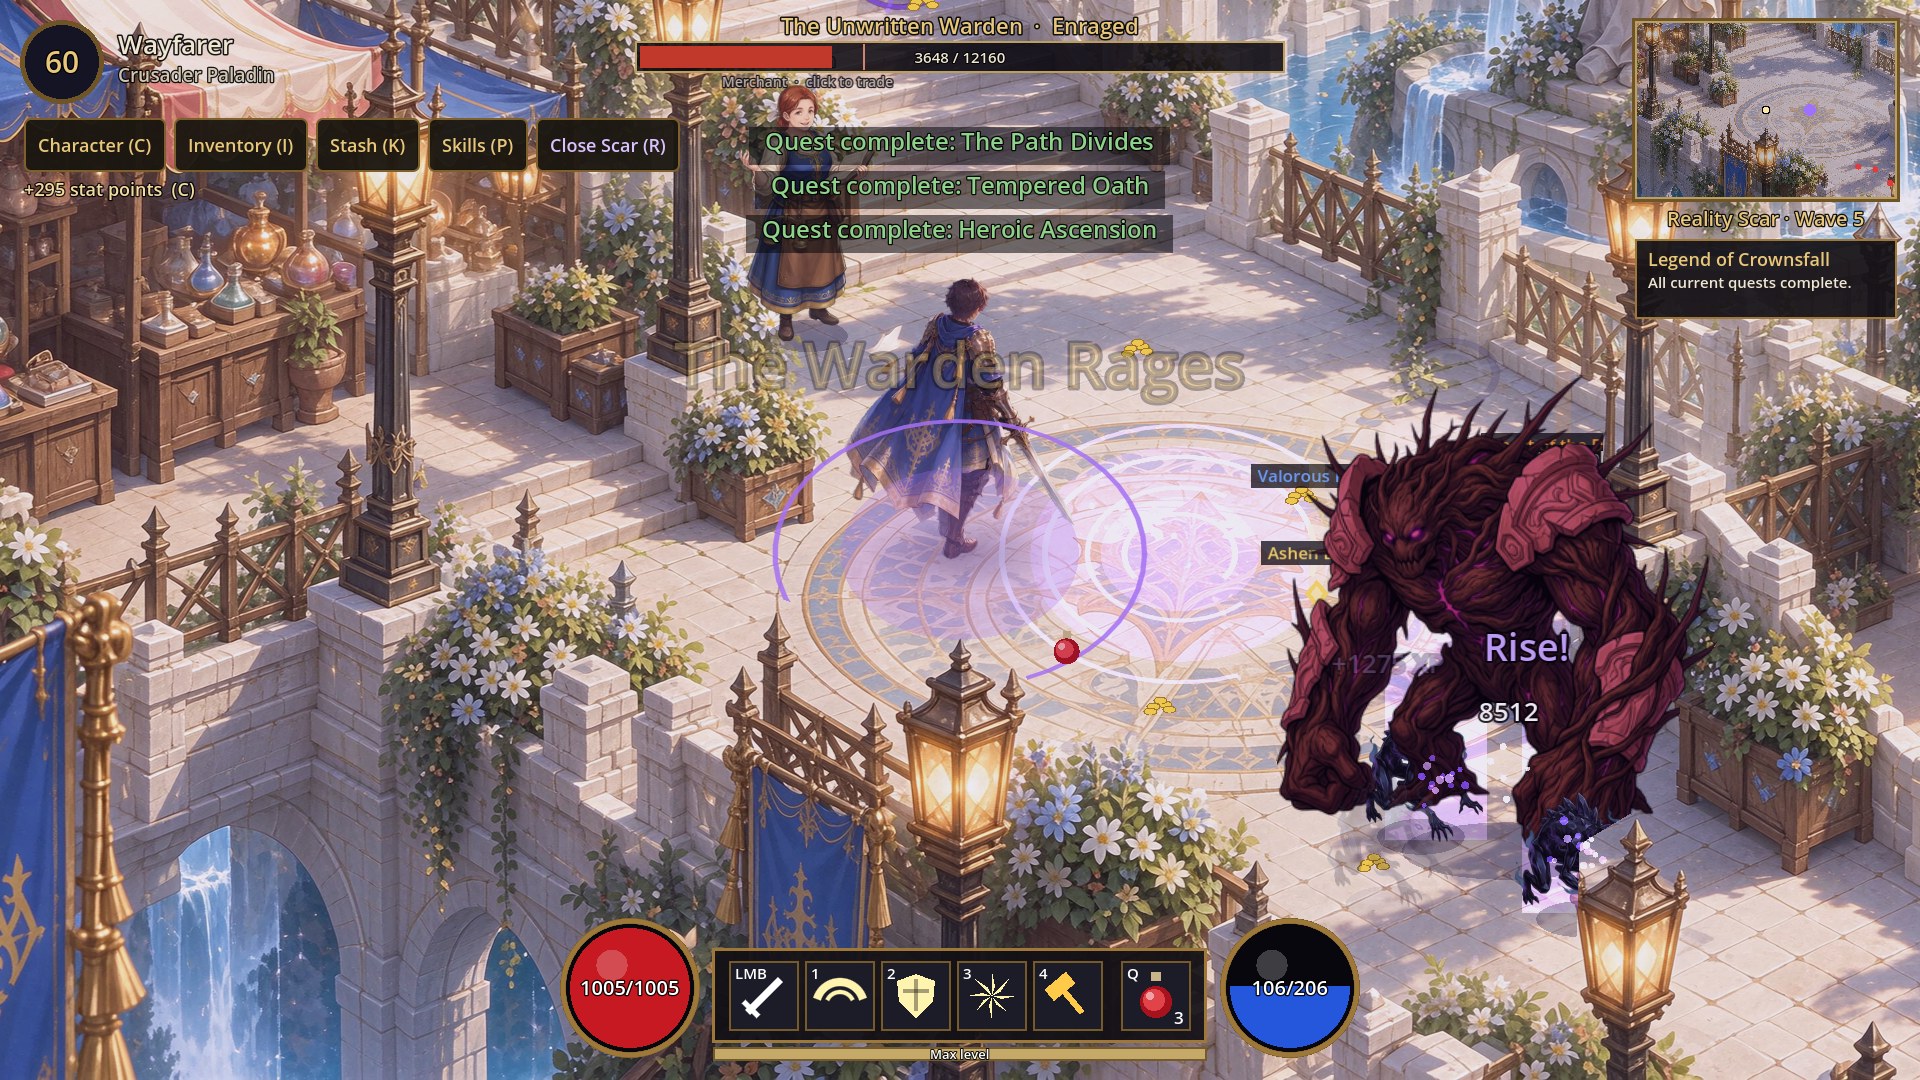 The Unwritten Warden · Enraged
3648 / 12160
60
Wayfarer
Crusader Paladin
Merchant · click to trade
Character (C)
Inventory (I)
Stash (K)
Skills (P)
Close Scar (R)
+295 stat points (C)
Quest complete: The Path Divides
Quest complete: Tempered Oath
Quest complete: Heroic Ascension
Reality Scar · Wave 5
Legend of Crownsfall
All current quests complete.
The Warden Rages
Valorous
Ashen
Rise!
8512
1005/1005
LMB
1
2
3
4
Q
3
106/206
Max level